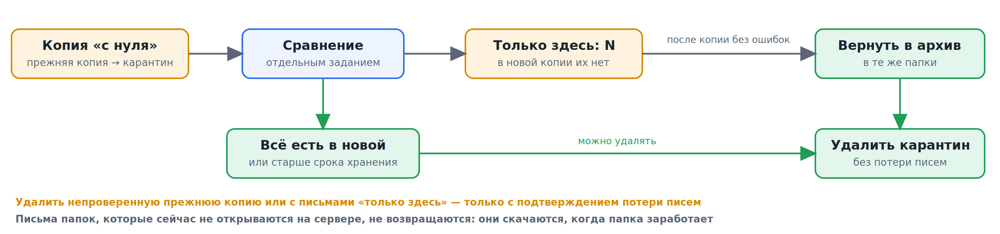 Копия «с нуля»
прежняя копия → карантин
Сравнение
отдельным заданием
Только здесь: N
в новой копии их нет
после копии без ошибок
Вернуть в архив
в те же папки
Всё есть в новой
или старше срока хранения
можно удалять
Удалить карантин
без потери писем
Удалить непроверенную прежнюю копию или с письмами «только здесь» — только с подтверждением потери писем
Письма папок, которые сейчас не открываются на сервере, не возвращаются: они скачаются, когда папка заработает